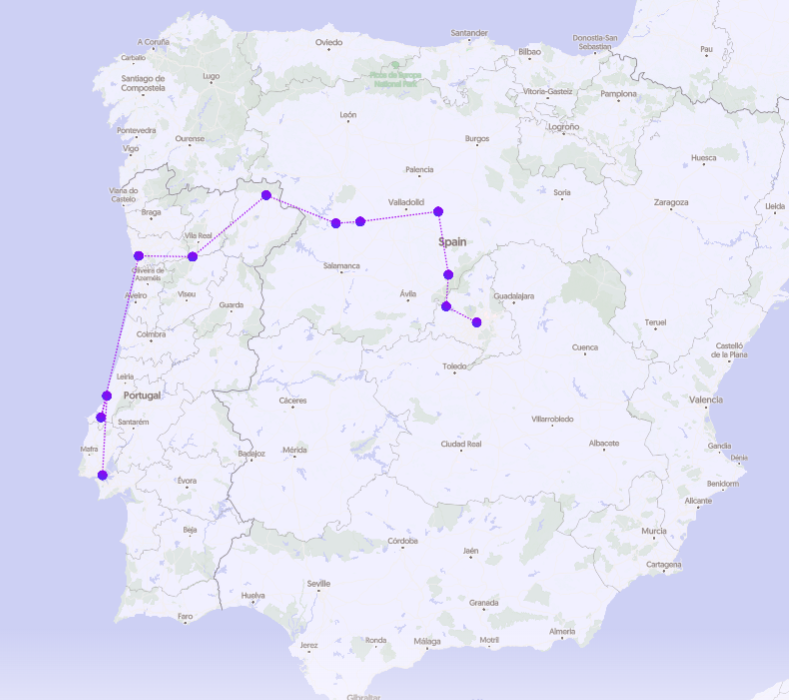 A Coruña
Oviedo
Santander
Donostia-San
Sebastian
Bilbao
Pau
Carballo
Santiago de
Compostela
Lugo
Picos de Europa
National Park
Vitoria-Gasteiz
Pamplona
León
Logroño
Pontevedra
Ourense
Burgos
Vigo
Huesca
Palencia
Viana do
Castelo
Soria
Valladolid
Zaragoza
Lleida
Braga
Vila Real
Spain
Salamanca
Oliveira de
Azeméis
Aveiro
Viseu
Ávila
Guadalajara
Guarda
Teruel
Coimbra
Cuenca
Castelló
de la Plana
Toledo
Leiria
Portugal
Cáceres
Valencia
Santarém
Villarrobledo
Mafra
Badajoz
Mérida
Ciudad Real
Albacete
Gandia
Dénia
Évora
Benidorm
Alicante
Beja
Murcia
Córdoba
Jaén
Cartagena
Huelva
Seville
Granada
Faro
Almería
Jerez
Ronda
Málaga
Motril
Gibraltar